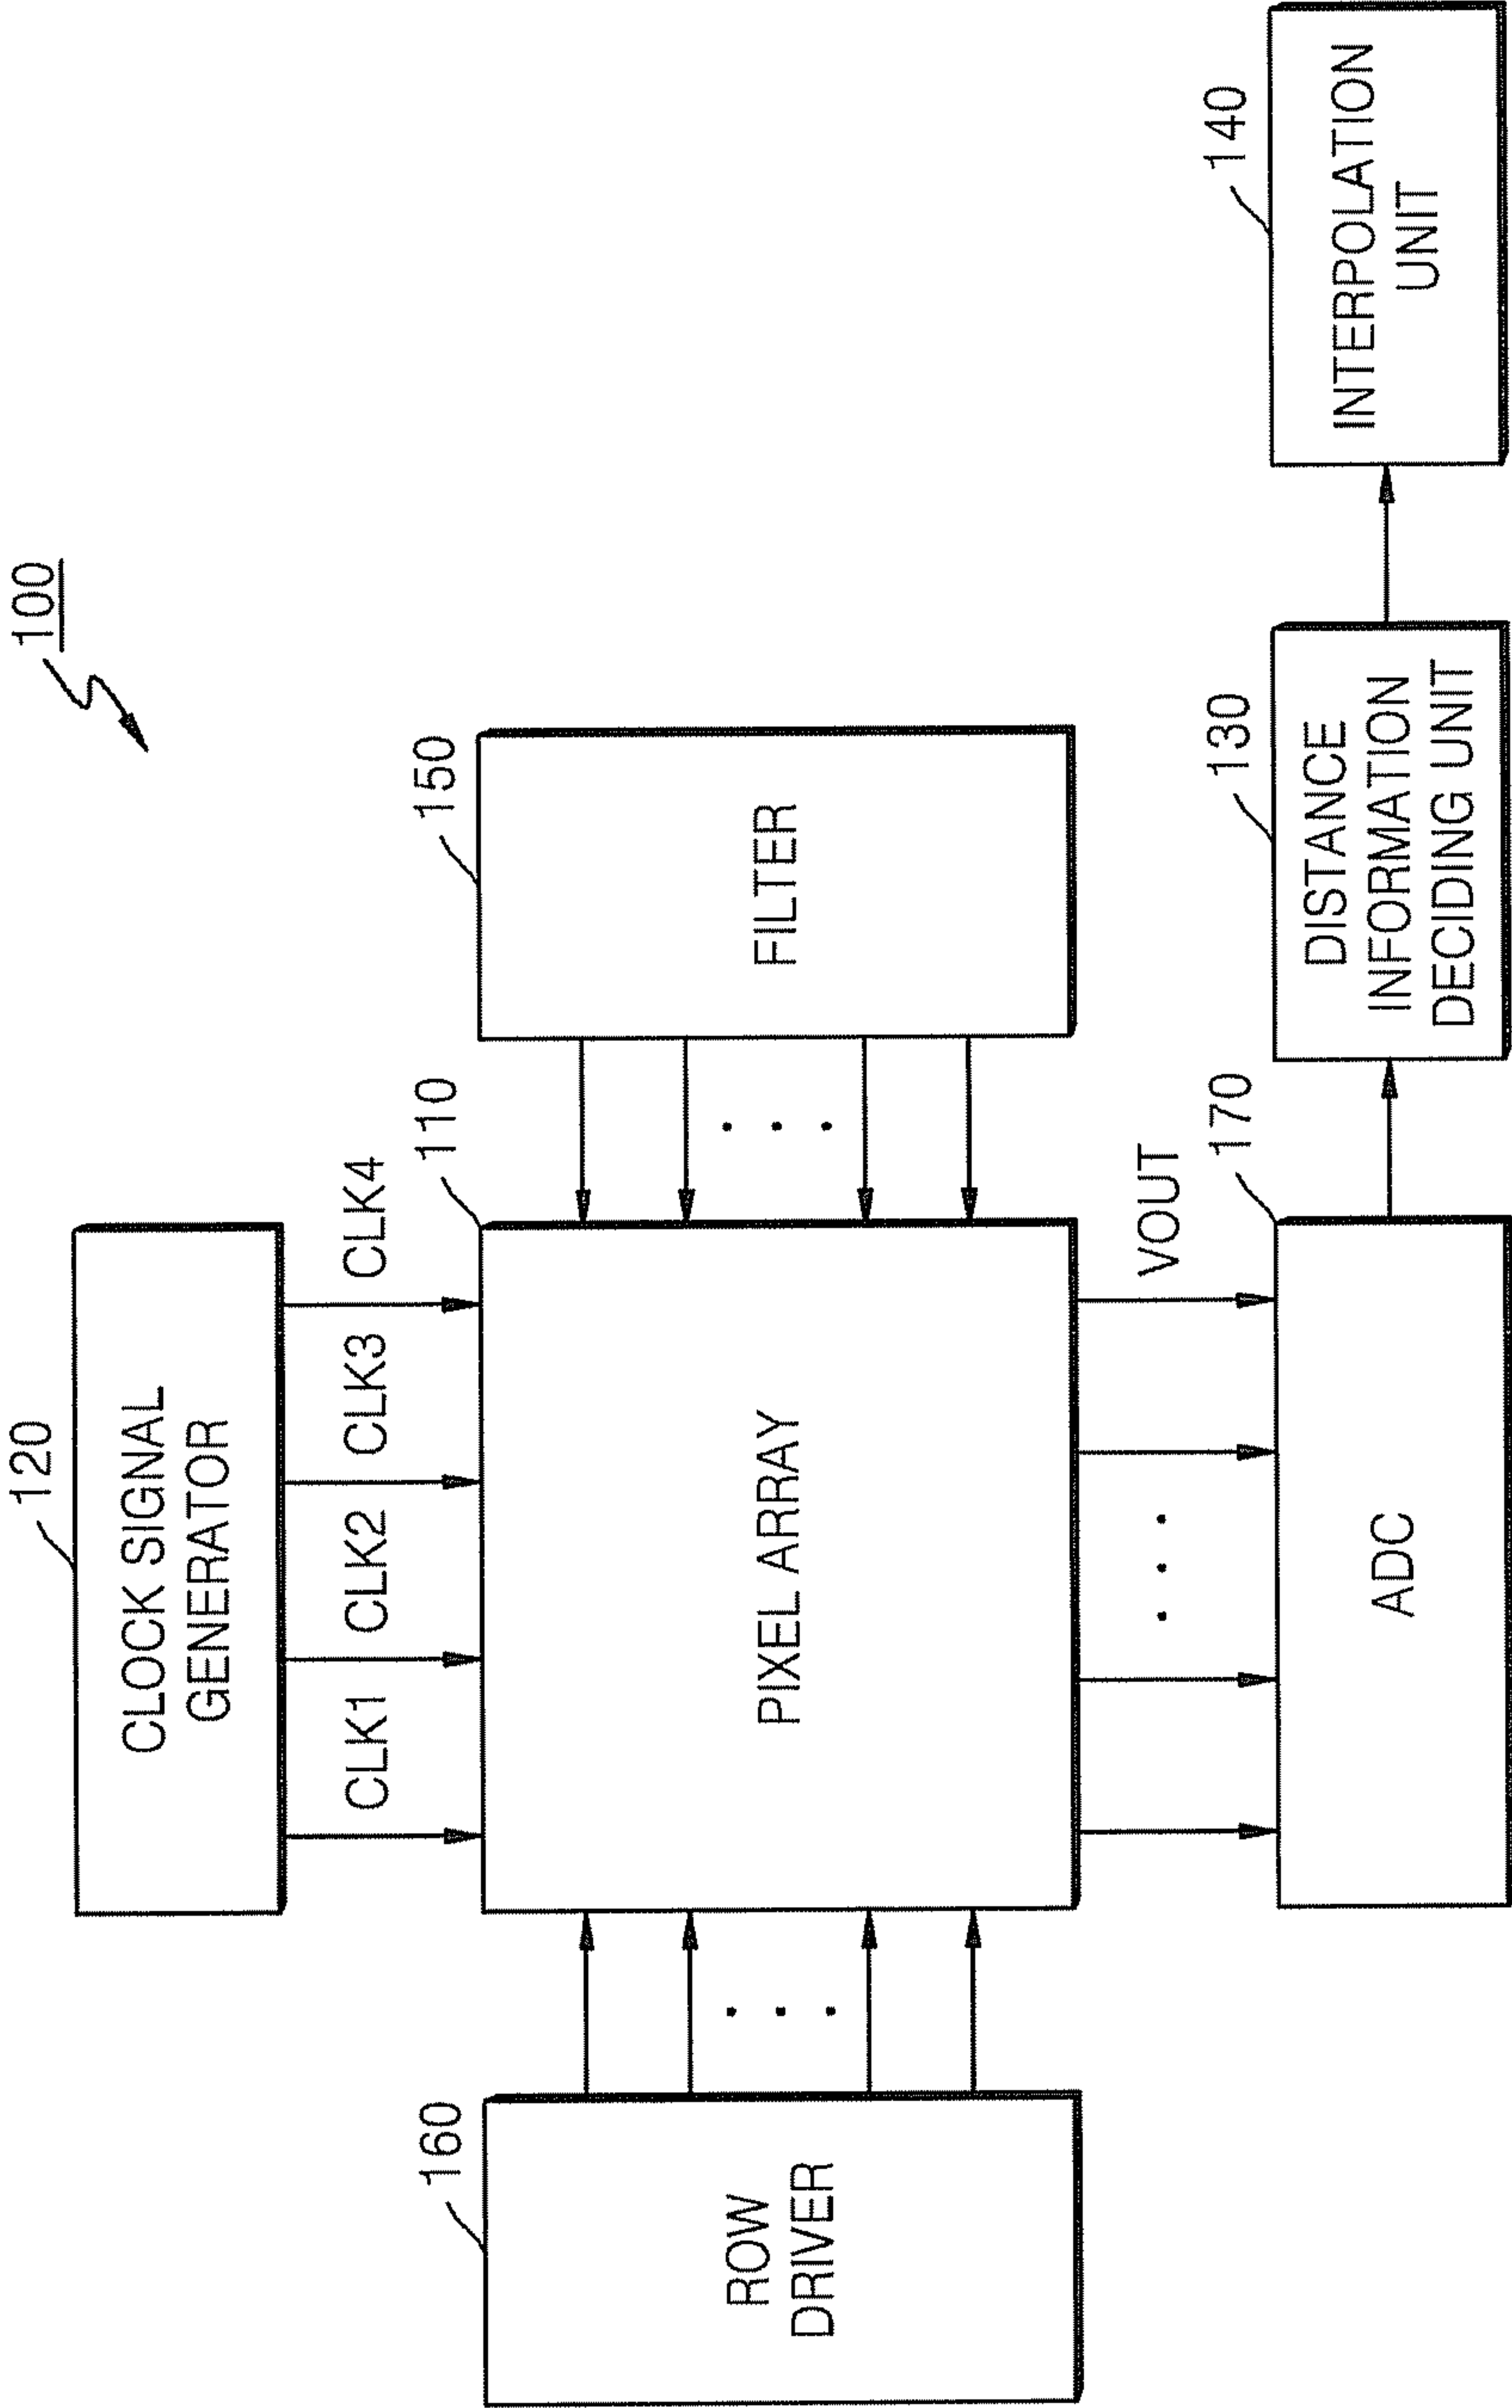 100
120
CLOCK SIGNAL
GENERATOR
CLK1
CLK2
CLK3
CLK4
160
ROW
DRIVER
110
PIXEL ARRAY
150
FILTER
VOUT
170
ADC
130
DISTANCE
INFORMATION
DECIDING UNIT
140
INTERPOLATION
UNIT